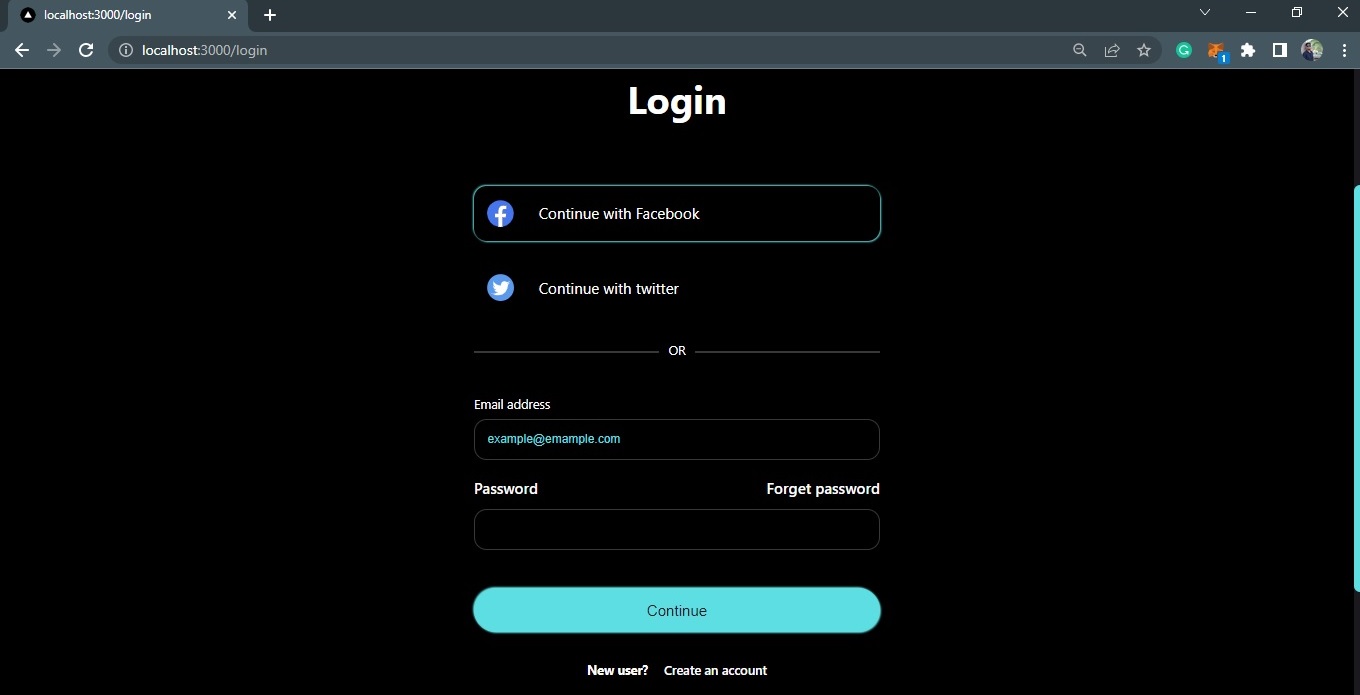 localhost:3000/login
localhost:3000/login
1
Login
Continue with Facebook
Continue with twitter
OR
Email address
example@emample.com
Password Forget password
Continue
New user? Create an account